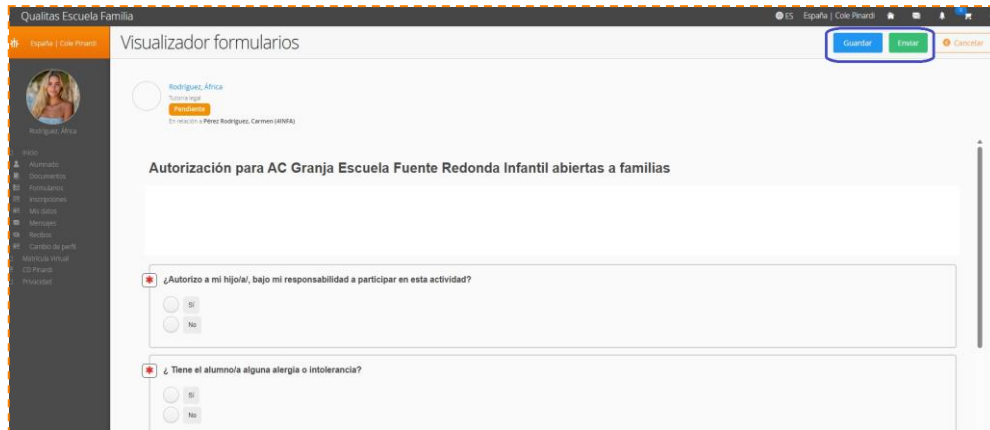 Qualitas Escuela Familia
ES España | Cole Pinardi
España | Cole Pinardi
Visualizador formularios
Guardar
Enviar
Cancelar
Rodríguez, África
Tutor/a legal
Pendiente
En relación a Pérez Rodríguez, Carmen (4INFA)
Rodríguez, África
Inicio
Alumnado
Documentos
Formularios
Inscripciones
Mis datos
Mensajes
Recibos
Cambio de perfil
Matrícula Virtual
CD Pinardi
Privacidad
Autorización para AC Granja Escuela Fuente Redonda Infantil abiertas a familias
* ¿Autorizo a mi hijo/a/, bajo mi responsabilidad a participar en esta actividad?
Sí
No
* ¿ Tiene el alumno/a alguna alergia o intolerancia?
Sí
No